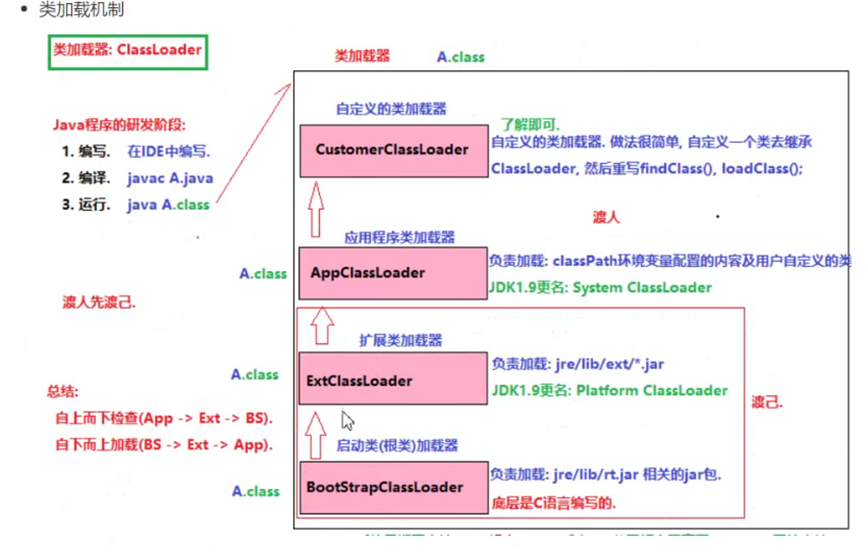 类加载机制
类加载器: ClassLoader
类加载器 A.class
自定义的类加载器
CustomerClassLoader
了解即可.
自定义的类加载器. 做法很简单, 自定义一个类去继承
ClassLoader, 然后重写findClass(), loadClass();
Java程序的研发阶段:
1. 编写. 在IDE中编写.
2. 编译. javac A.java
3. 运行. java A.class
渡人
应用程序类加载器
A.class
AppClassLoader
负责加载: classPath环境变量配置的内容及用户自定义的类
JDK1.9更名: System ClassLoader
渡人先渡己.
扩展类加载器
A.class
ExtClassLoader
负责加载: jre/lib/ext/*.jar
JDK1.9更名: Platform ClassLoader
渡己.
总结:
自上而下检查(App -> Ext -> BS).
自下而上加载(BS -> Ext -> App).
启动类(根类)加载器
A.class
BootStrapClassLoader
负责加载: jre/lib/rt.jar 相关的jar包.
底层是C语言编写的.